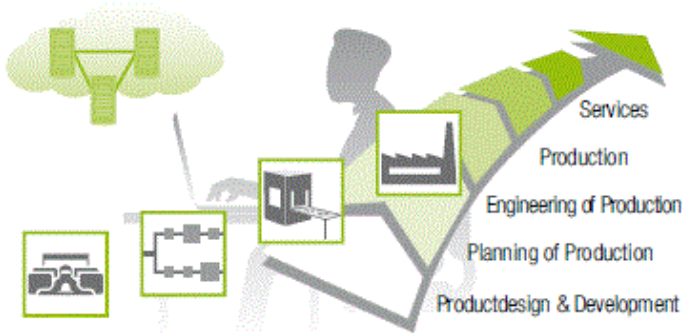 Services
Production
Engineering of Production
Planning of Production
Productdesign & Development